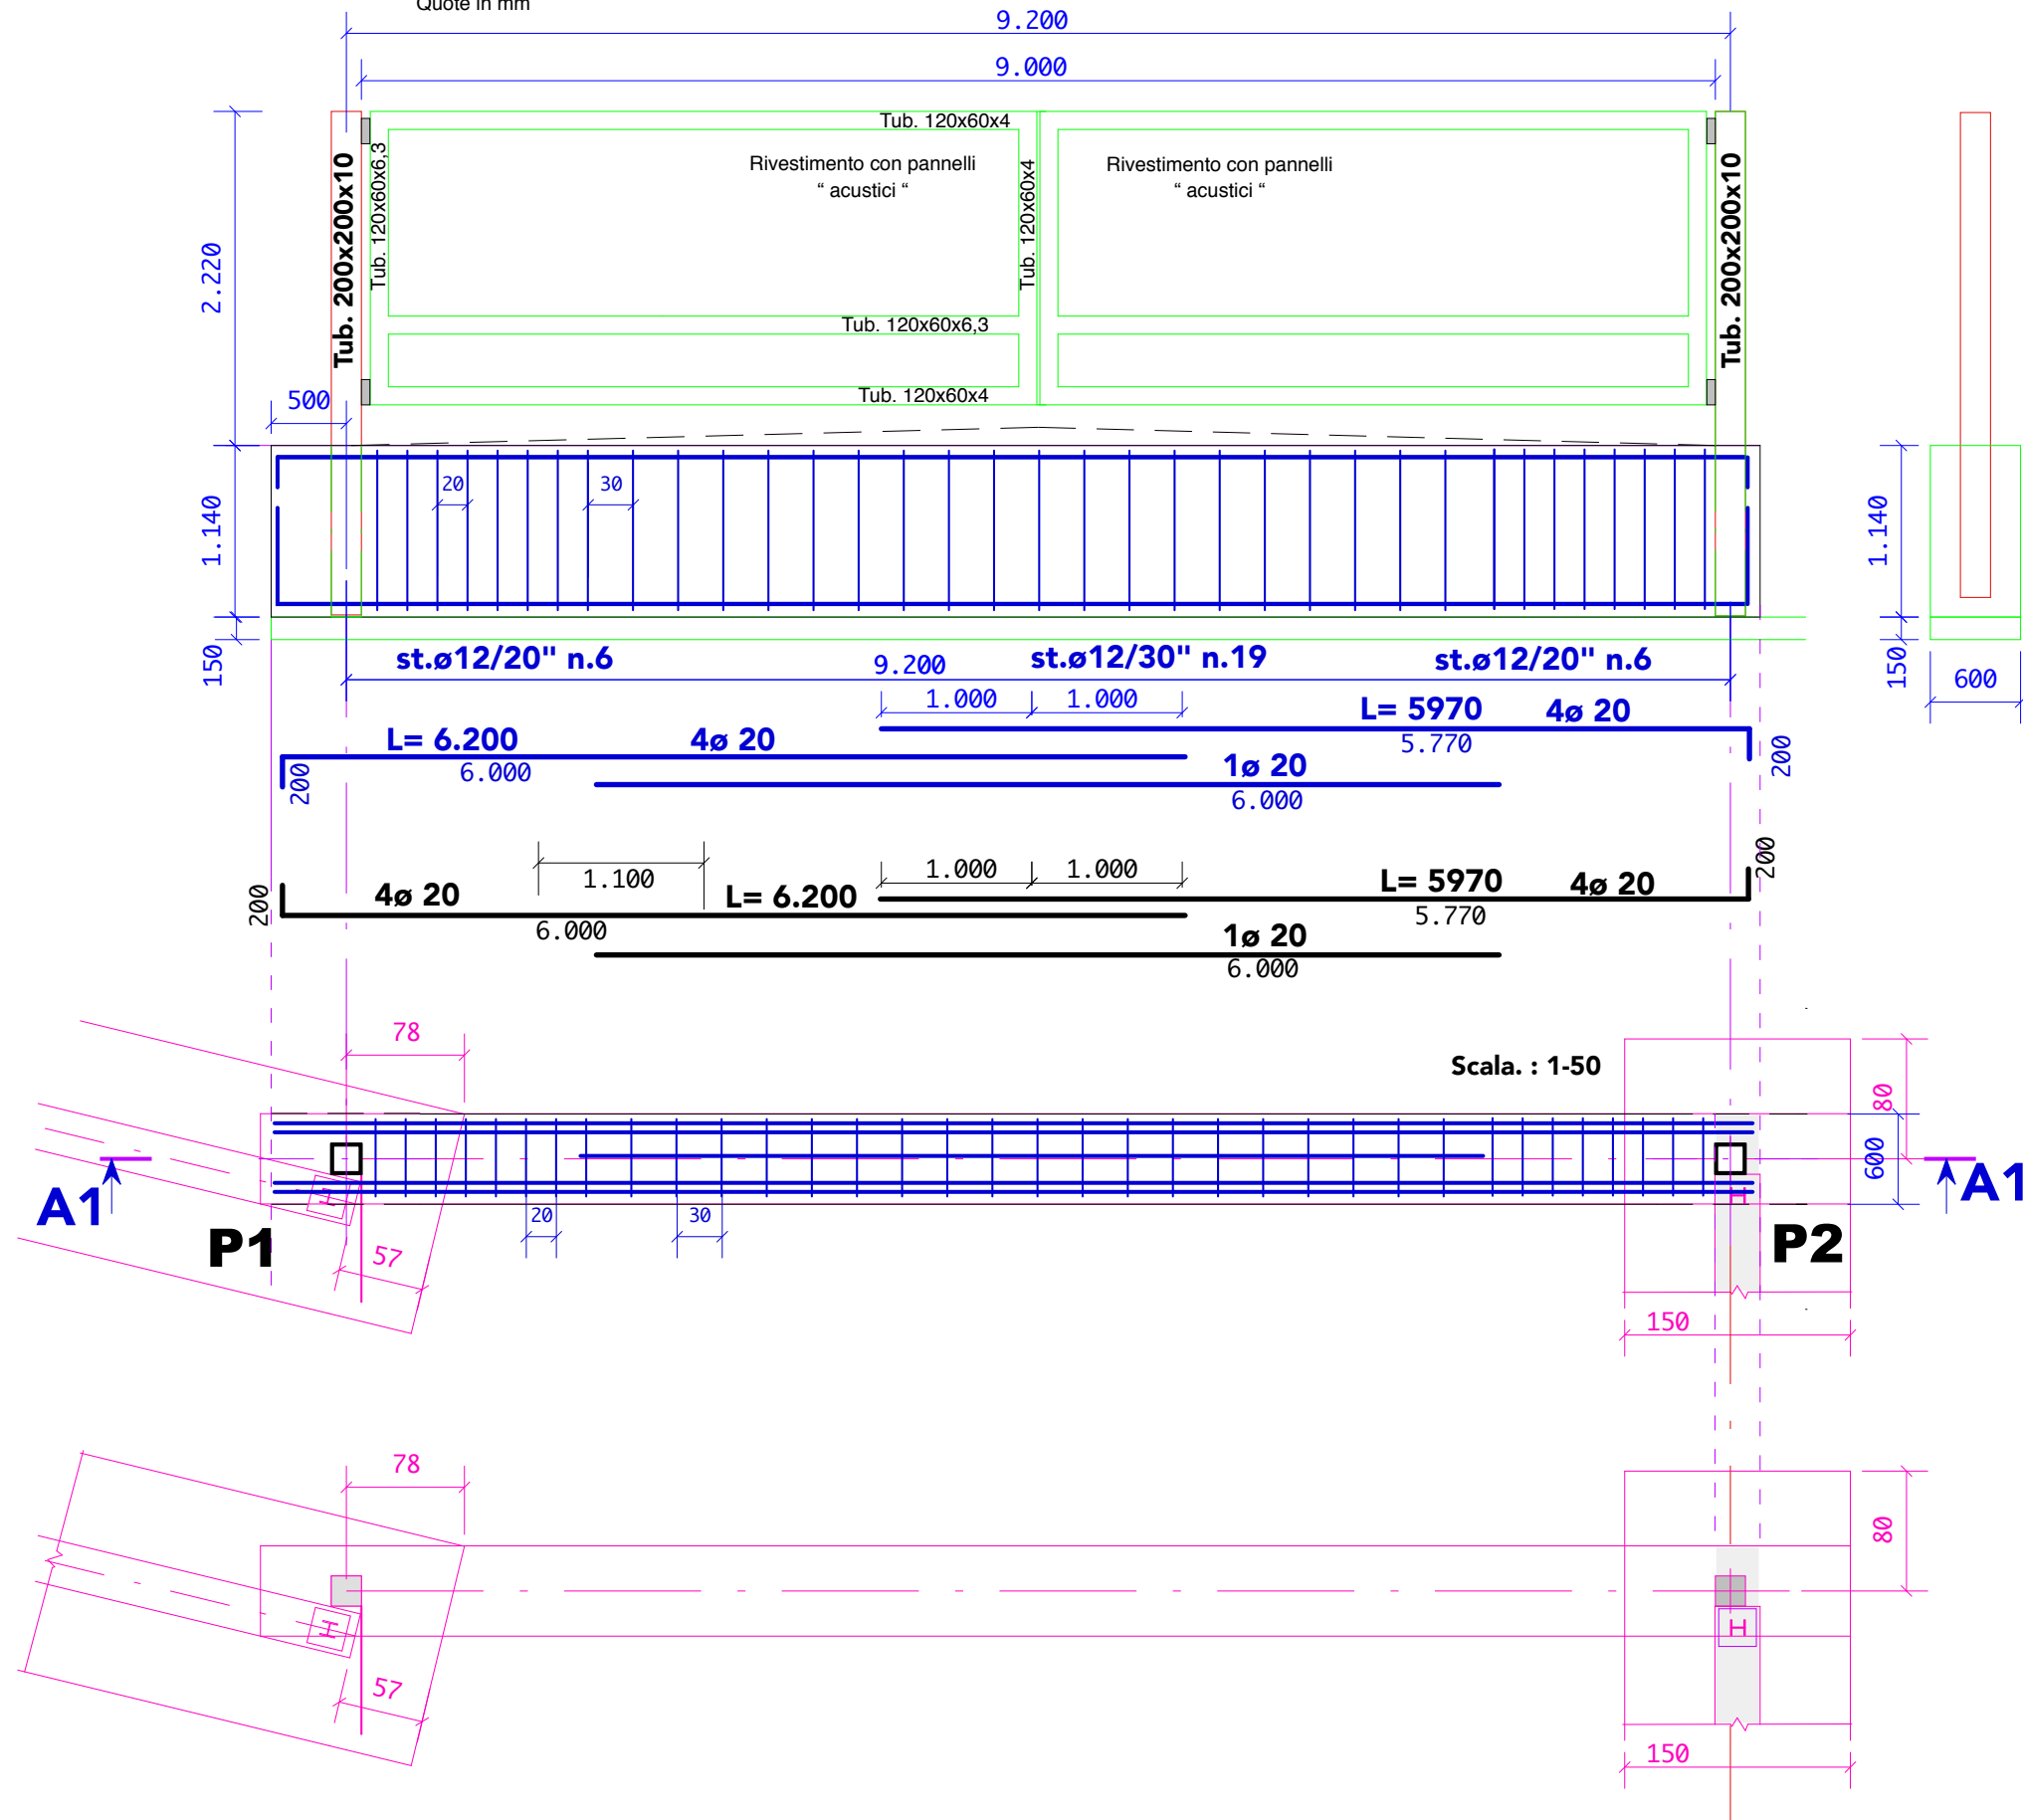 Quote in mm
9.200
9.000
Tub. 120x60x4
Rivestimento con pannelli
“ acustici “
Rivestimento con pannelli
“ acustici “
Tub. 200x200x10
Tub. 120x60x6,3
Tub. 120x60x4
Tub. 200x200x10
2.220
Tub. 120x60x6,3
Tub. 120x60x4
500
20
30
1.140
1.140
150
st.ø12/20" n.6
9.200
st.ø12/30" n.19
st.ø12/20" n.6
150
600
1.000
1.000
L= 5970
4ø 20
5.770
200
L= 6.200
4ø 20
6.000
200
1ø 20
6.000
1.100
1.000
1.000
200
200
4ø 20
L= 6.200
6.000
L= 5970
4ø 20
5.770
1ø 20
6.000
78
Scala. : 1-50
80
600
A1
H
A1
P1
20
30
P2
57
150
78
80
H
H
57
150